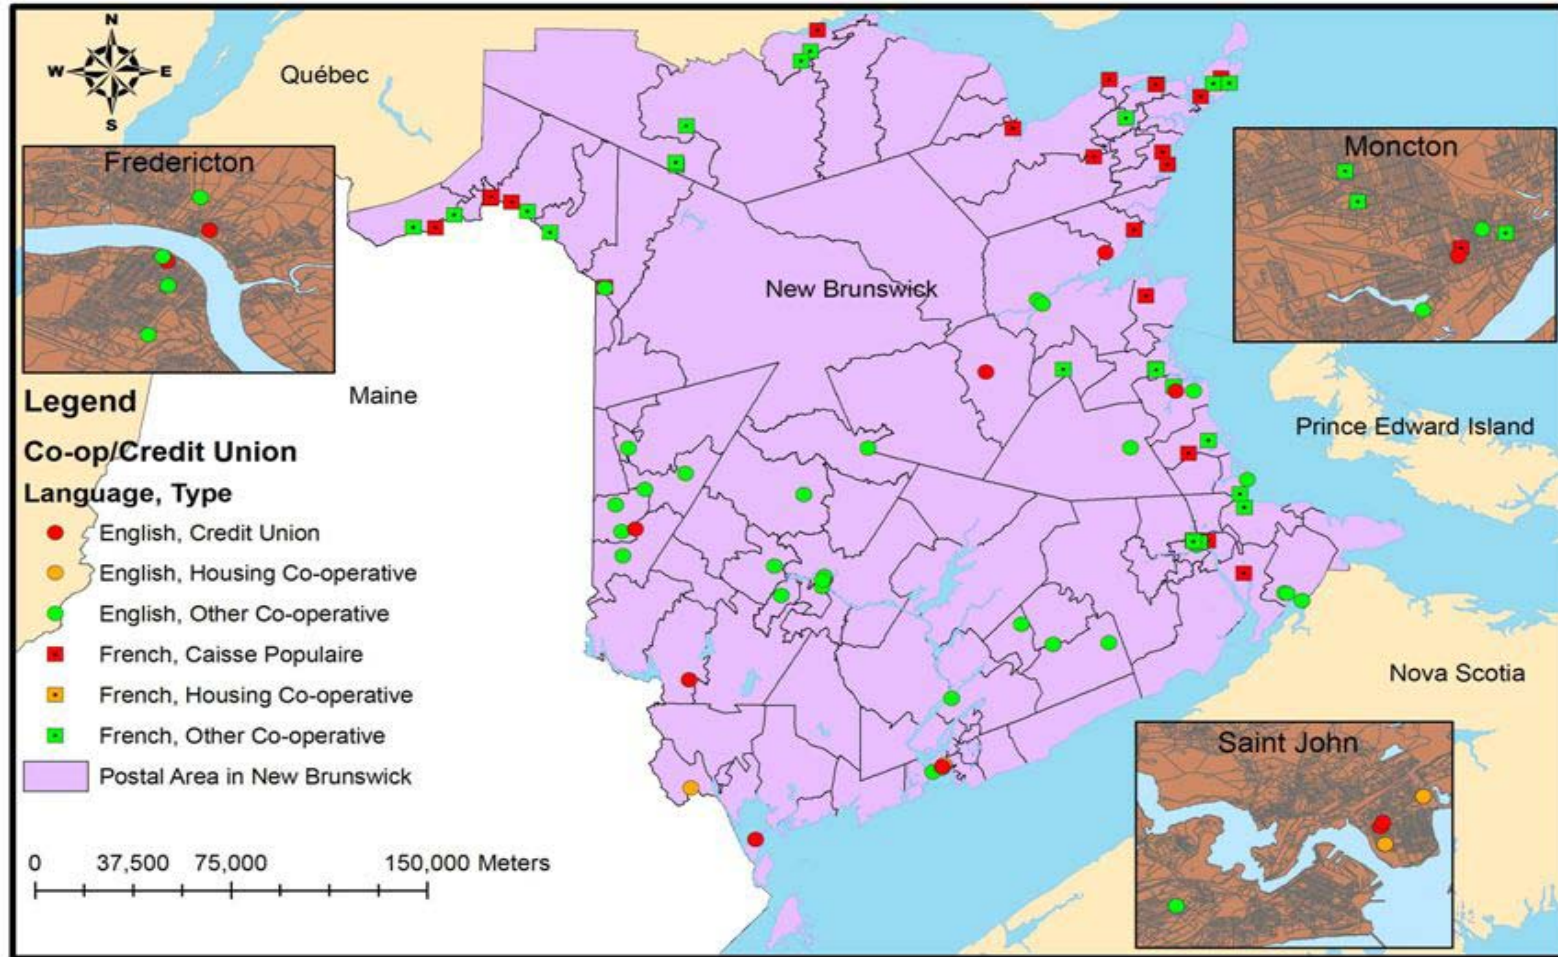 N
W E
S
Québec
Fredericton
Moncton
New Brunswick
Maine
Prince Edward Island
Nova Scotia
Saint John
Legend
Co-op/Credit Union
Language, Type
English, Credit Union
English, Housing Co-operative
English, Other Co-operative
French, Caisse Populaire
French, Housing Co-operative
French, Other Co-operative
Postal Area in New Brunswick
0 37,500 75,000 150,000 Meters